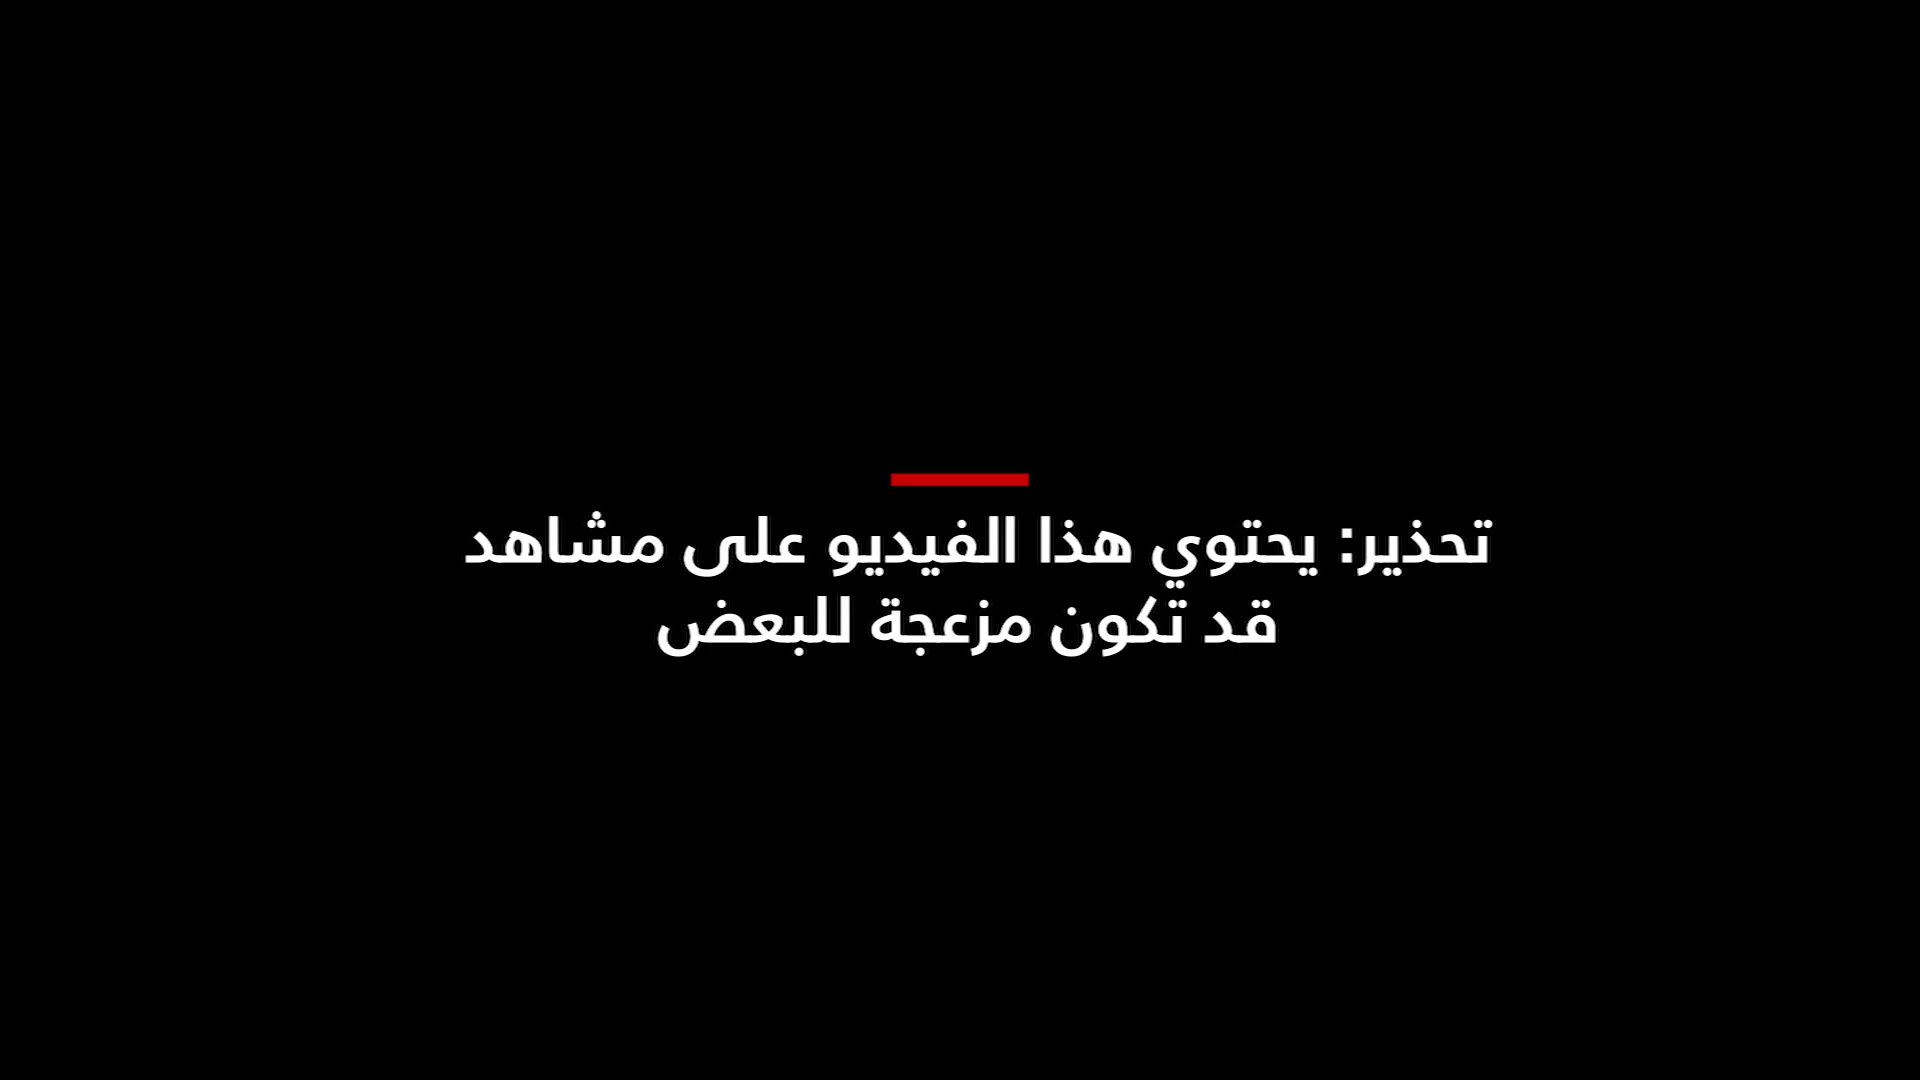 تحذير: يحتوي هذا الفيديو على مشاهد
قد تكون مزعجة للبعض